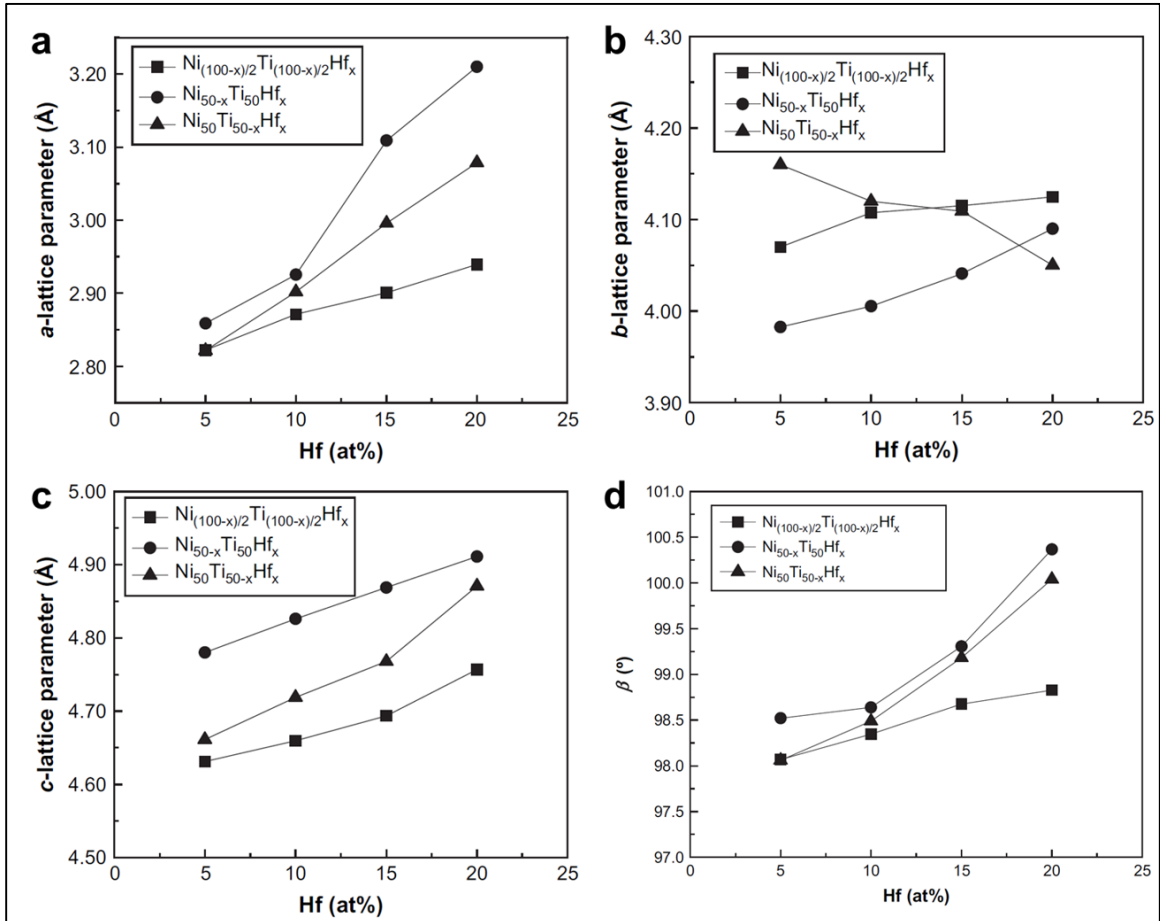 a
Ni(100-x)/2Ti(100-x)/2Hfx
Ni50-xTi50Hfx
Ni50Ti50-xHfx
3.20
3.10
3.00
2.90
2.80
a-lattice parameter (Å)
0 5 10 15 20 25
Hf (at%)
b
Ni(100-x)/2Ti(100-x)/2Hfx
Ni50-xTi50Hfx
Ni50Ti50-xHfx
4.30
4.20
4.10
4.00
3.90
b-lattice parameter (Å)
0 5 10 15 20 25
Hf (at%)
c
Ni(100-x)/2Ti(100-x)/2Hfx
Ni50-xTi50Hfx
Ni50Ti50-xHfx
5.00
4.90
4.80
4.70
4.60
4.50
c-lattice parameter (Å)
0 5 10 15 20 25
Hf (at%)
d
Ni(100-x)/2Ti(100-x)/2Hfx
Ni50-xTi50Hfx
Ni50Ti50-xHfx
101.0
100.5
100.0
99.5
99.0
98.5
98.0
97.5
97.0
β (º)
0 5 10 15 20 25
Hf (at%)